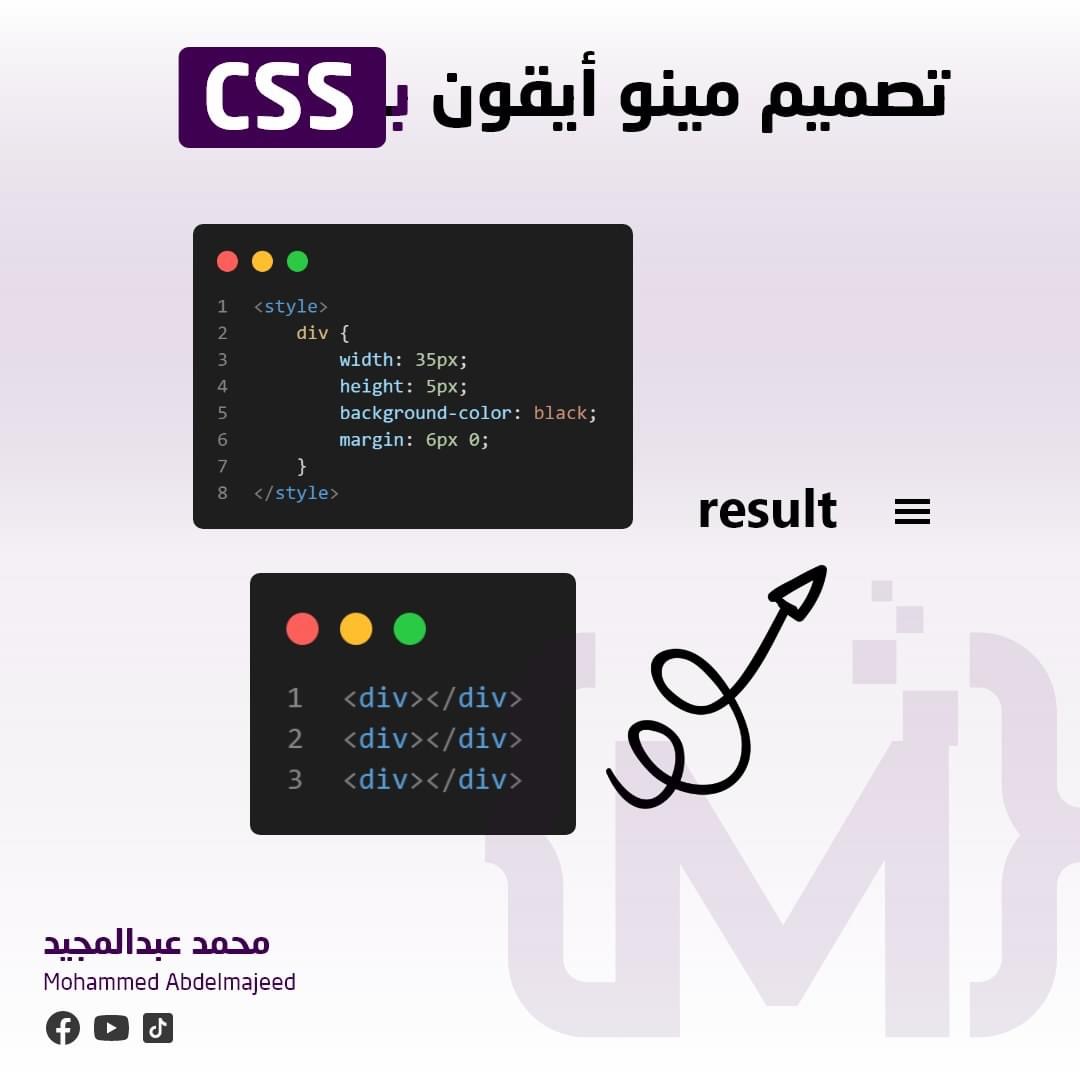 تصميم مينو أيقون بـ CSS
1 <style>
2     div {
3         width: 35px;
4         height: 5px;
5         background-color: black;
6         margin: 6px 0;
7     }
8 </style>
result
1 <div></div>
2 <div></div>
3 <div></div>
{M}
محمد عبدالمجيد
Mohammed Abdelmajeed